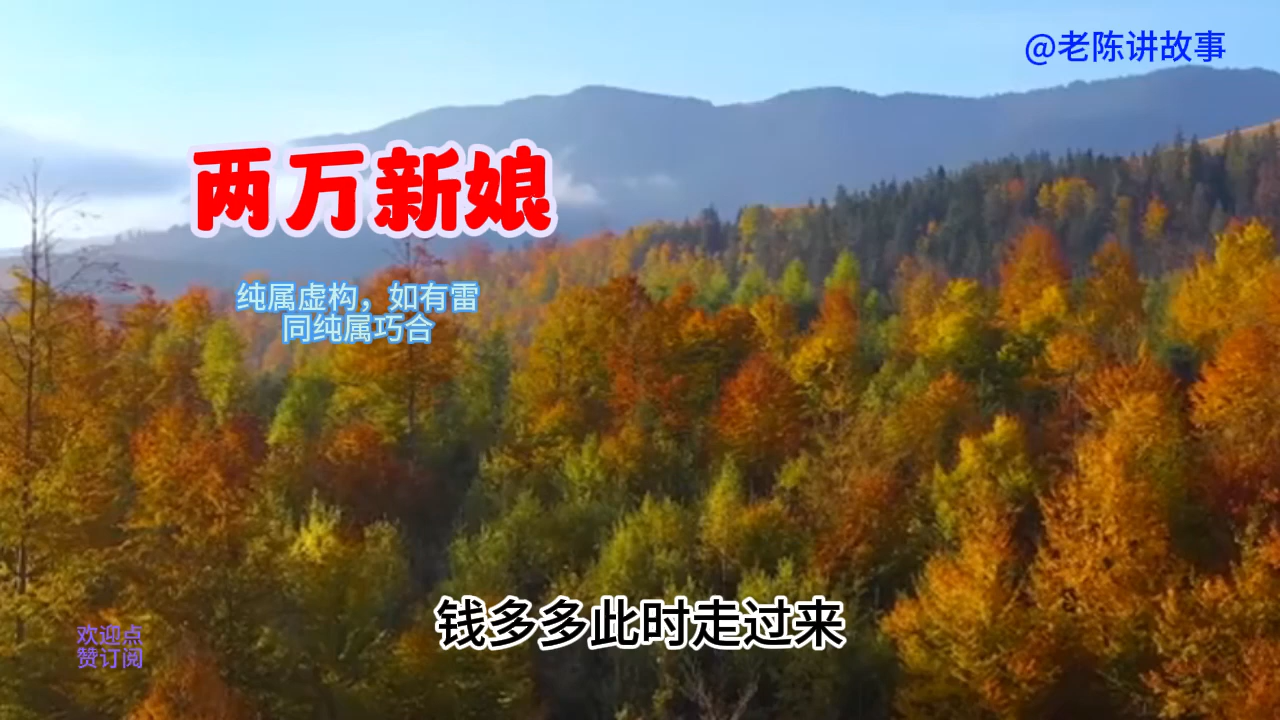 @老陈讲故事
两万新娘
纯属虚构，如有雷
同纯属巧合
钱多多此时走过来
欢迎点
赞订阅